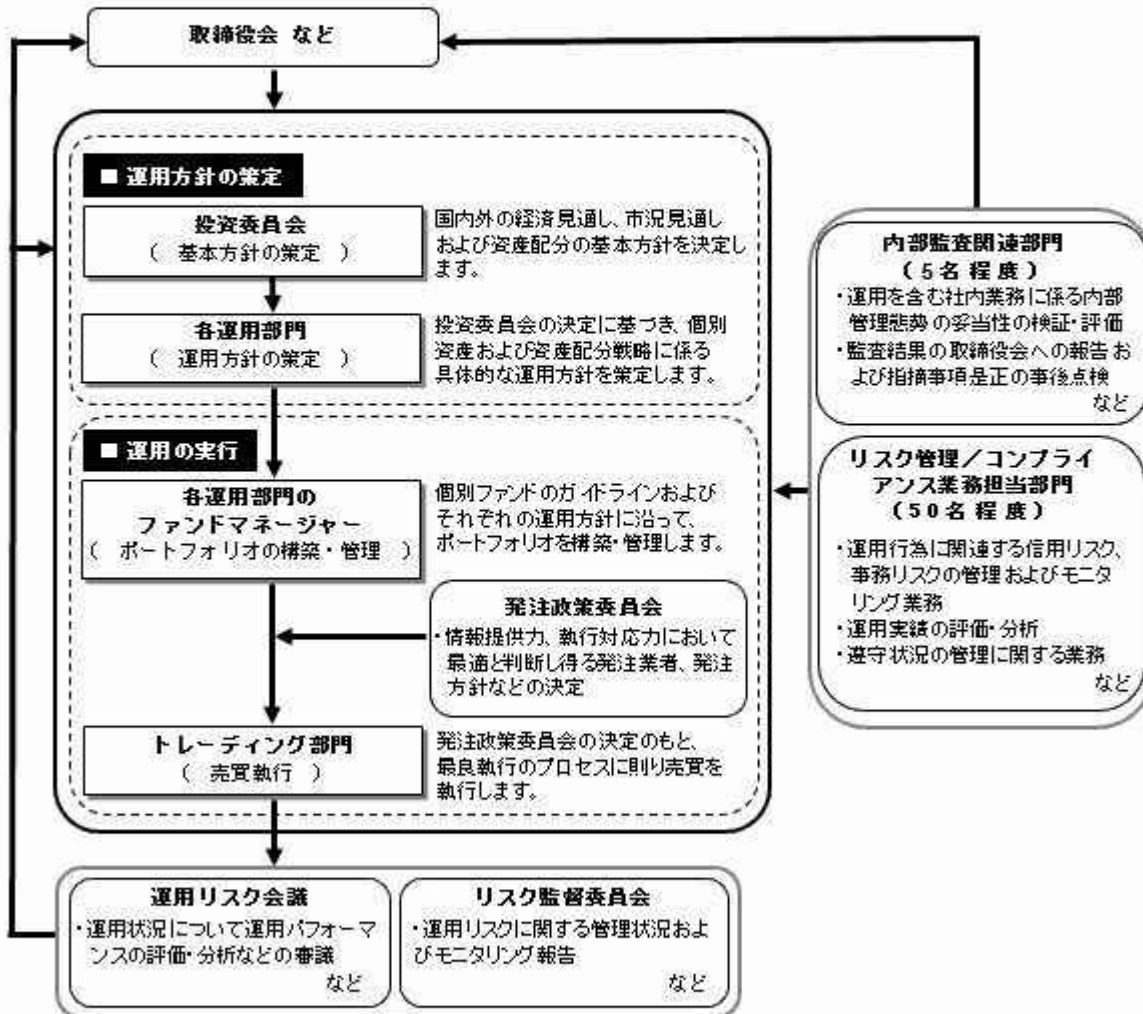 取締役会 など
■ 運用方針の策定
投資委員会
( 基本方針の策定 )
国内外の経済見通し、市況見通し
および資産配分の基本方針を決定し
ます。
各運用部門
( 運用方針の策定 )
投資委員会の決定に基づき、個別
資産および資産配分戦略に係る
具体的な運用方針を策定します。
■ 運用の実行
各運用部門の
ファンドマネージャー
( ポートフォリオの構築・管理 )
個別ファンドのガイドラインおよび
それぞれの運用方針に沿って、
ポートフォリオを構築・管理します。
発注政策委員会
・情報提供力、執行対応力において
最適と判断し得る発注業者、発注
方針などの決定
トレーディング部門
( 売買執行 )
発注政策委員会の決定のもと、
最良執行のプロセスに則り売買を
執行します。
内部監査関連部門
(5名程度)
・運用を含む社内業務に係る内部
管理態勢の妥当性の検証・評価
・監査結果の取締役会への報告お
よび指摘事項是正の事後点検
など
リスク管理/コンプライ
アンス業務担当部門
(50名程度)
・運用行為に関連する信用リスク、
事務リスクの管理およびモニタ
リング業務
・運用実績の評価・分析
・遵守状況の管理に関する業務
など
運用リスク会議
・運用状況について運用パフォーマ
ンスの評価・分析などの審議
など
リスク監督委員会
・運用リスクに関する管理状況およ
びモニタリング報告
など